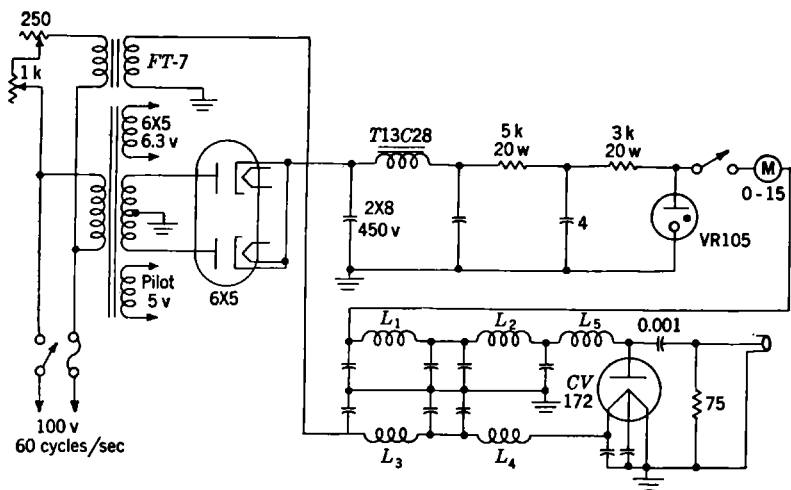 250
FT-7
1 k
6X5
6.3 v
T13C28
5 k
20 w
3 k
20 w
M
0 - 15
2X8
450 v
4
VR105
6X5
Pilot
5 v
L1
L2
L5
0.001
CV
172
75
L3
L4
100 v
60 cycles/sec